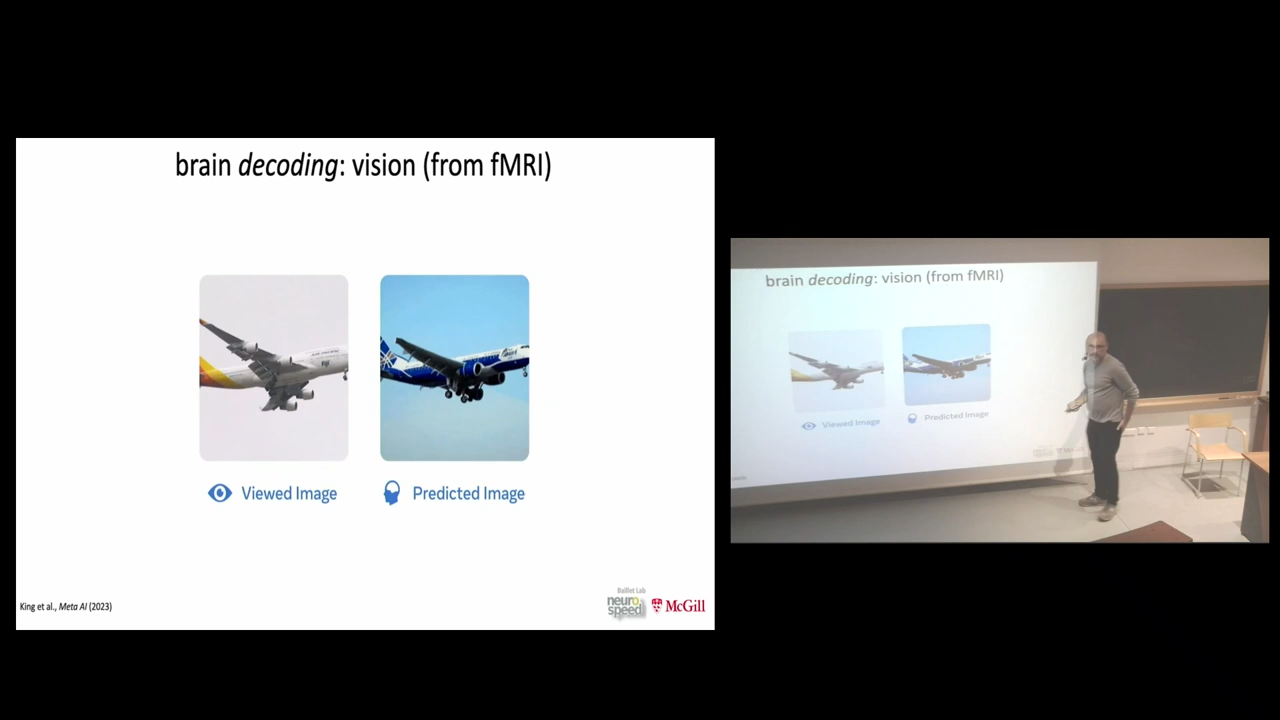 brain decoding: vision (from fMRI)
Viewed Image
Predicted Image
King et al., Meta AI (2023)
Baillet Lab
neuro
speed
McGill
brain decoding: vision (from fMRI)
Viewed Image
Predicted Image